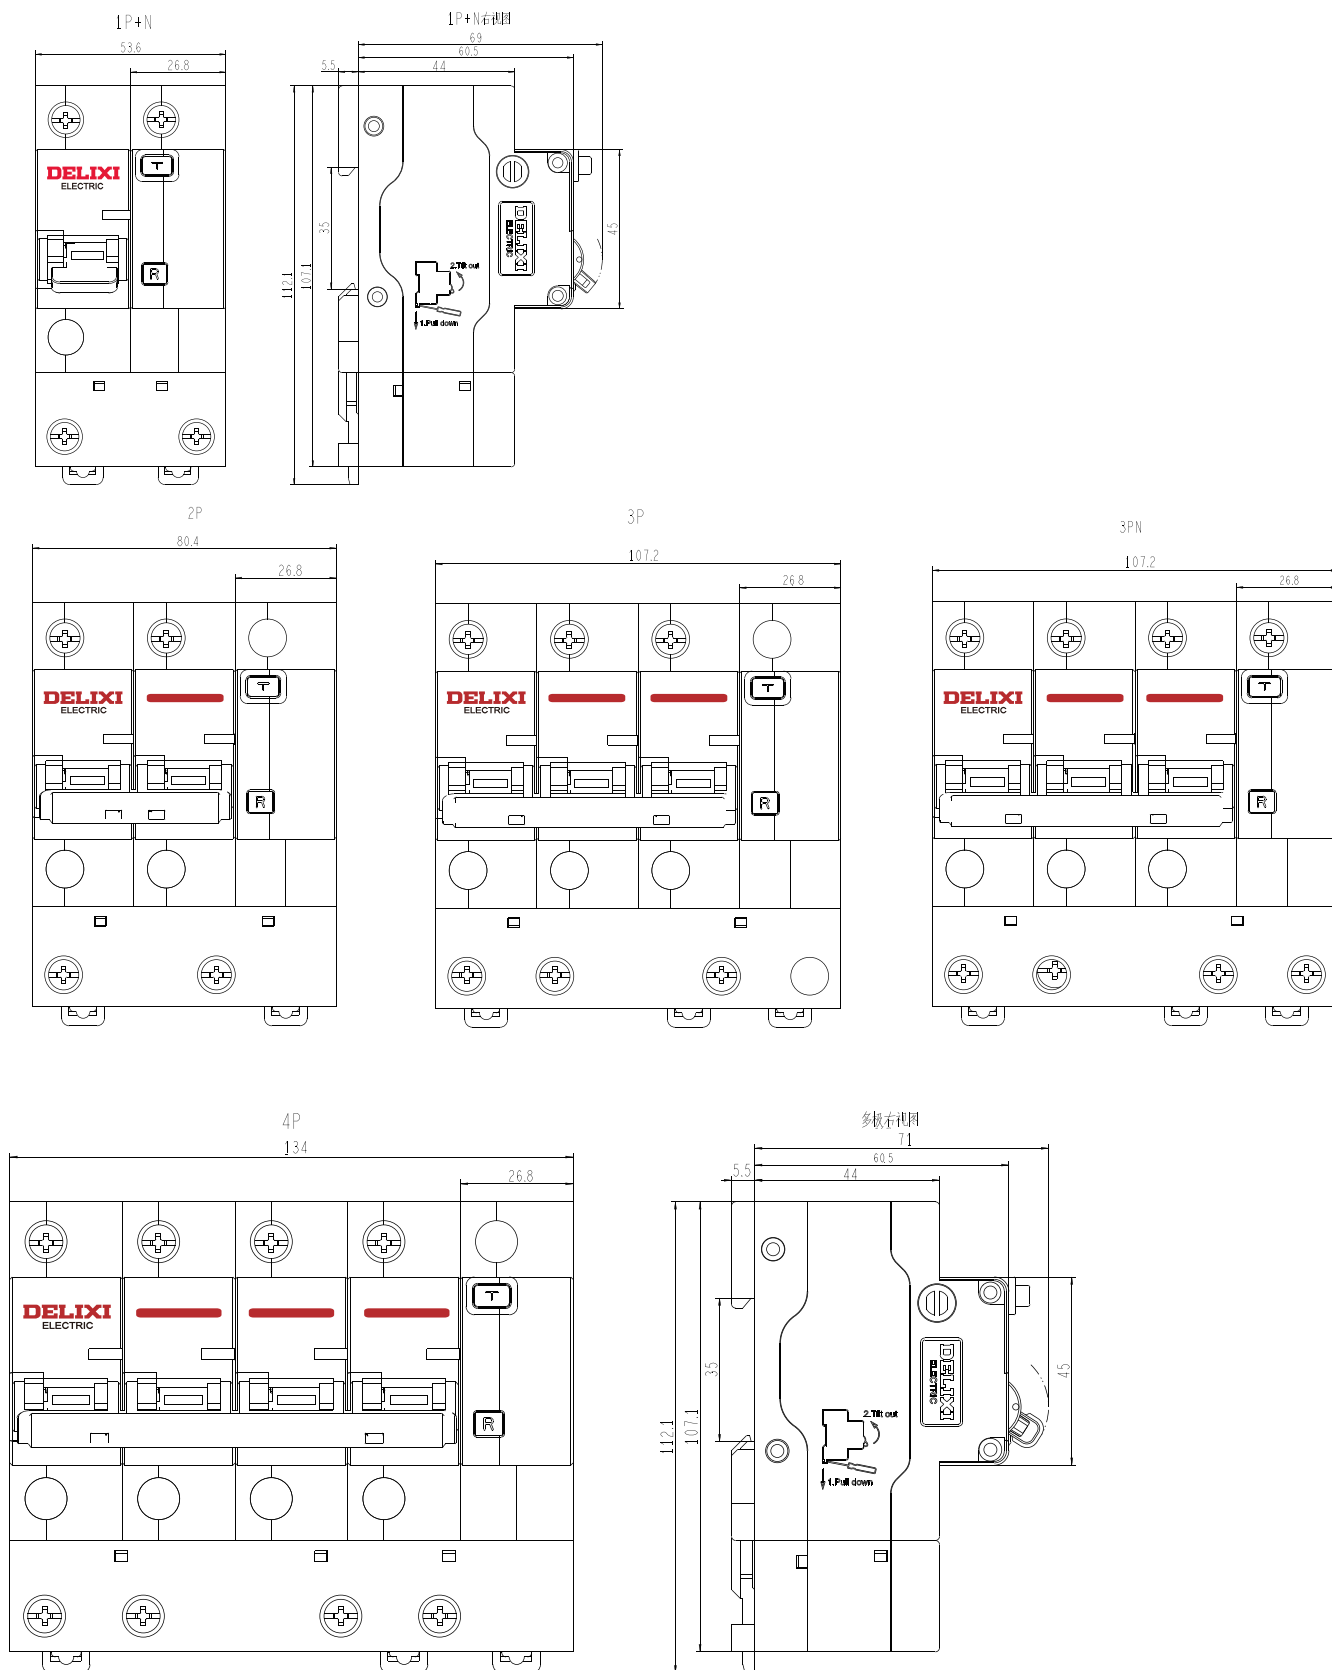 1P+N
53.6
26.8
DELIXI
ELECTRIC
T
R
1P+N右视图
69
60.5
5.5
44
35
45
107.1
112.1
DELIXI
ELECTRIC
2.Tilt out
1.Pull down
2P
80.4
26.8
DELIXI
ELECTRIC
T
R
3P
107.2
26.8
DELIXI
ELECTRIC
T
R
3PN
107.2
26.8
DELIXI
ELECTRIC
T
R
4P
134
26.8
DELIXI
ELECTRIC
T
R
多极右视图
71
60.5
5.5
44
35
45
107.1
112.1
DELIXI
ELECTRIC
2.Tilt out
1.Pull down